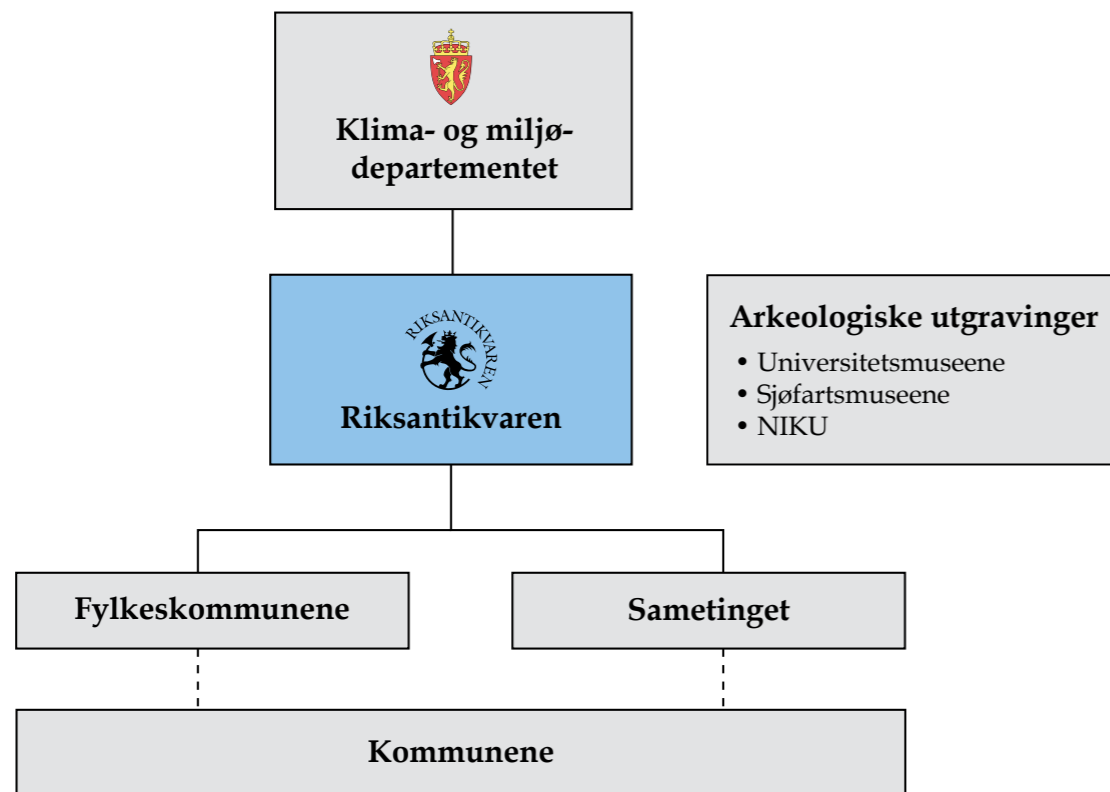 Klima- og miljø-
departementet
RIKSANTIKVAREN
Riksantikvaren
Arkeologiske utgravinger
• Universitetsmuseene
• Sjøfartsmuseene
• NIKU
Fylkeskommunene
Sametinget
Kommunene